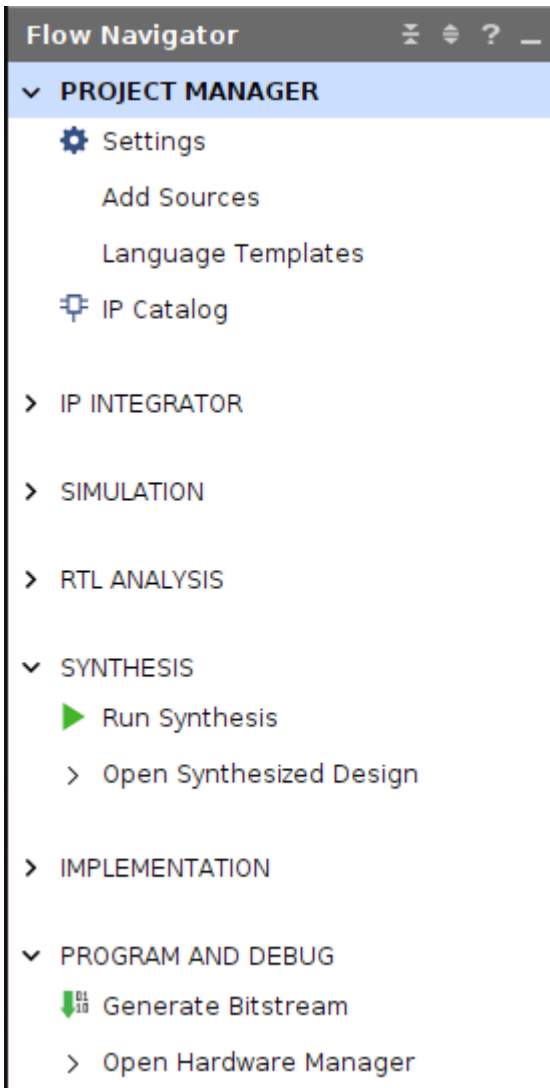 Flow Navigator ?
PROJECT MANAGER
Settings
Add Sources
Language Templates
IP Catalog
IP INTEGRATOR
SIMULATION
RTL ANALYSIS
SYNTHESIS
Run Synthesis
Open Synthesized Design
IMPLEMENTATION
PROGRAM AND DEBUG
Generate Bitstream
Open Hardware Manager